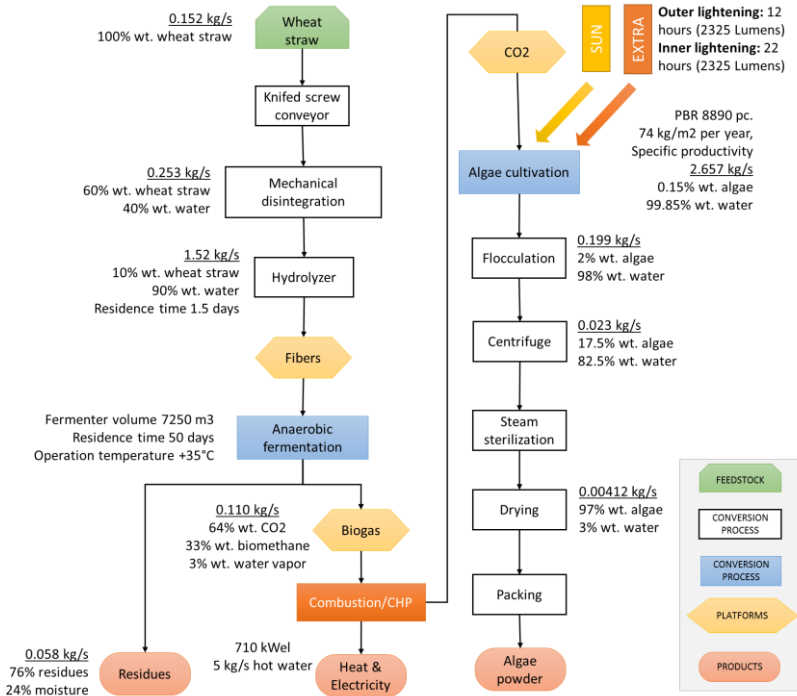 0.152 kg/s
100% wt. wheat straw
Wheat
straw
Knifed screw
conveyor
0.253 kg/s
60% wt. wheat straw
40% wt. water
Mechanical
disintegration
1.52 kg/s
10% wt. wheat straw
90% wt. water
Residence time 1.5 days
Hydrolyzer
Fibers
Fermenter volume 7250 m3
Residence time 50 days
Operation temperature +35°C
Anaerobic
fermentation
0.110 kg/s
64% wt. CO2
33% wt. biomethane
3% wt. water vapor
Biogas
Combustion/CHP
0.058 kg/s
76% residues
24% moisture
Residues
710 kWel
5 kg/s hot water
Heat &
Electricity
CO2
SUN
EXTRA
Outer lightening: 12
hours (2325 Lumens)
Inner lightening: 22
hours (2325 Lumens)
PBR 8890 pc.
74 kg/m2 per year,
Specific productivity
2.657 kg/s
0.15% wt. algae
99.85% wt. water
Algae cultivation
Flocculation
0.199 kg/s
2% wt. algae
98% wt. water
Centrifuge
0.023 kg/s
17.5% wt. algae
82.5% wt. water
Steam
sterilization
Drying
0.00412 kg/s
97% wt. algae
3% wt. water
Packing
Algae
powder
FEEDSTOCK
CONVERSION
PROCESS
CONVERSION
PROCESS
PLATFORMS
PRODUCTS